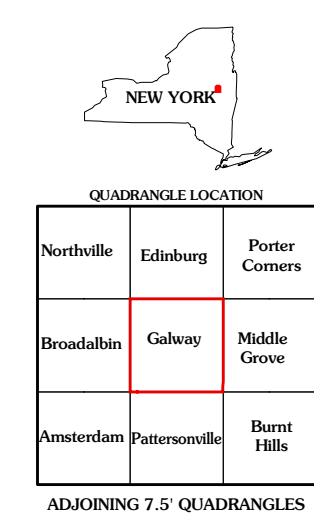 NEW YORK
QUADRANGLE LOCATION
Northville
Edinburg
Porter
Corners
Broadalbin
Galway
Middle
Grove
Amsterdam
Pattersonville
Burnt
Hills
ADJOINING 7.5' QUADRANGLES